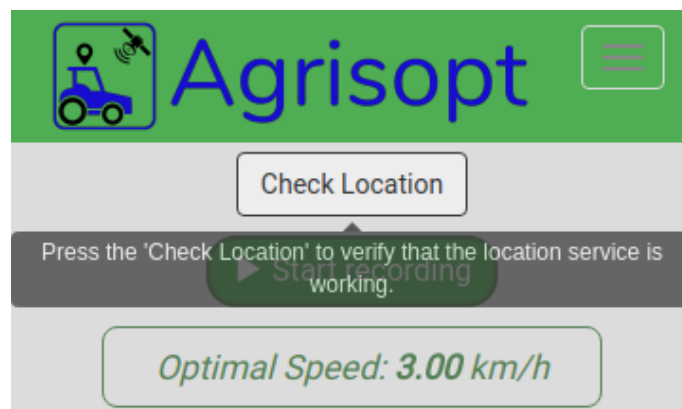 Agrisopt
Check Location
Press the 'Check Location' to verify that the location service is
working.
Start recording
Optimal Speed: 3.00 km/h